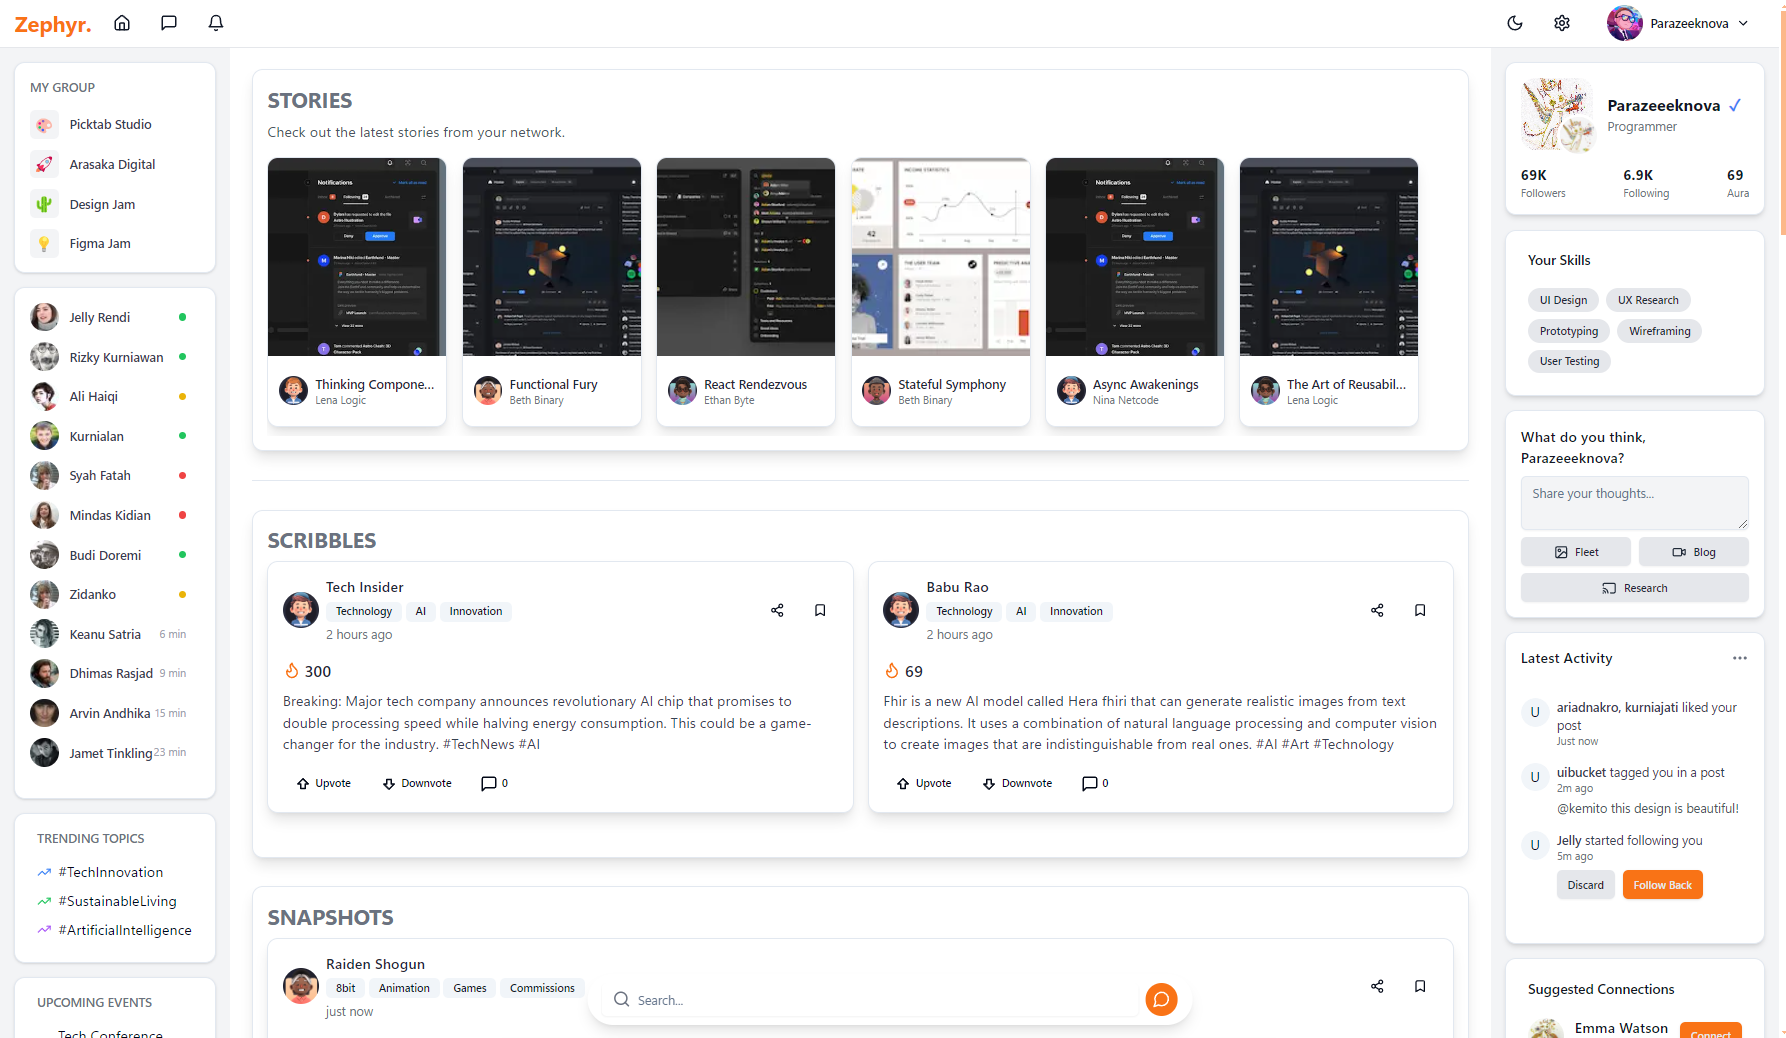 Zephyr.
Parazeeknova
MY GROUP
Picktab Studio
Arasaka Digital
Design Jam
Figma Jam
Jelly Rendi
Rizky Kurniawan
Ali Haiqi
Kurnialan
Syah Fatah
Mindas Kidian
Budi Doremi
Zidanko
Keanu Satria 6 min
Dhimas Rasjad 9 min
Arvin Andhika 15 min
Jamet Tinkling 23 min
TRENDING TOPICS
#TechInnovation
#SustainableLiving
#ArtificialIntelligence
UPCOMING EVENTS
Tech Conference
STORIES
Check out the latest stories from your network.
Notifications
Thinking Compone...
Lena Logic
Functional Fury
Beth Binary
React Rendezvous
Ethan Byte
INCOME STATISTICS
42
THE USER TEAM
Stateful Symphony
Beth Binary
Notifications
Async Awakenings
Nina Netcode
The Art of Reusabil...
Lena Logic
SCRIBBLES
Tech Insider
Technology AI Innovation
2 hours ago
300
Breaking: Major tech company announces revolutionary AI chip that promises to
double processing speed while halving energy consumption. This could be a game-
changer for the industry. #TechNews #AI
Upvote Downvote 0
Babu Rao
Technology AI Innovation
2 hours ago
69
Fhir is a new AI model called Hera fhiri that can generate realistic images from text
descriptions. It uses a combination of natural language processing and computer vision
to create images that are indistinguishable from real ones. #AI #Art #Technology
Upvote Downvote 0
SNAPSHOTS
Raiden Shogun
8bit Animation Games Commissions
just now
Search...
Parazeeeknova
Programmer
69K 6.9K 69
Followers Following Aura
Your Skills
UI Design UX Research
Prototyping Wireframing
User Testing
What do you think,
Parazeeeknova?
Share your thoughts...
Fleet Blog
Research
Latest Activity
U
ariadnakro, kurniajati liked your
post
Just now
U
uibucket tagged you in a post
2m ago
@kemito this design is beautiful!
U
Jelly started following you
5m ago
Discard Follow Back
Suggested Connections
Emma Watson
Connect